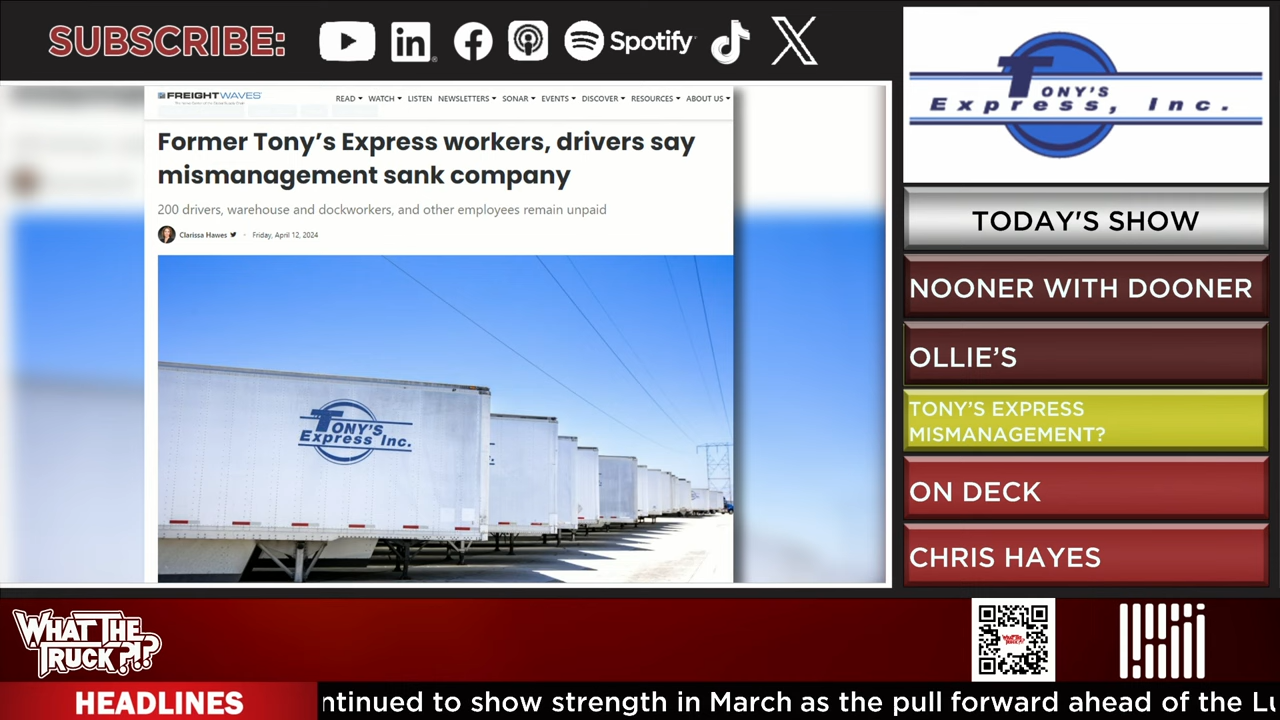 SUBSCRIBE:
in
Spotify
FREIGHTWAVES
READ WATCH LISTEN NEWSLETTERS SONAR EVENTS DISCOVER RESOURCES ABOUT US
Former Tony's Express workers, drivers say
mismanagement sank company
200 drivers, warehouse and dockworkers, and other employees remain unpaid
Clarissa Hawes · Friday, April 12, 2024
TONY'S
Express Inc.
TONY'S
Express, Inc.
TODAY'S SHOW
NOONER WITH DOONER
OLLIE'S
TONY'S EXPRESS
MISMANAGEMENT?
ON DECK
CHRIS HAYES
WHAT THE
TRUCK?!?
HEADLINES
ntinued to show strength in March as the pull forward ahead of the Lu